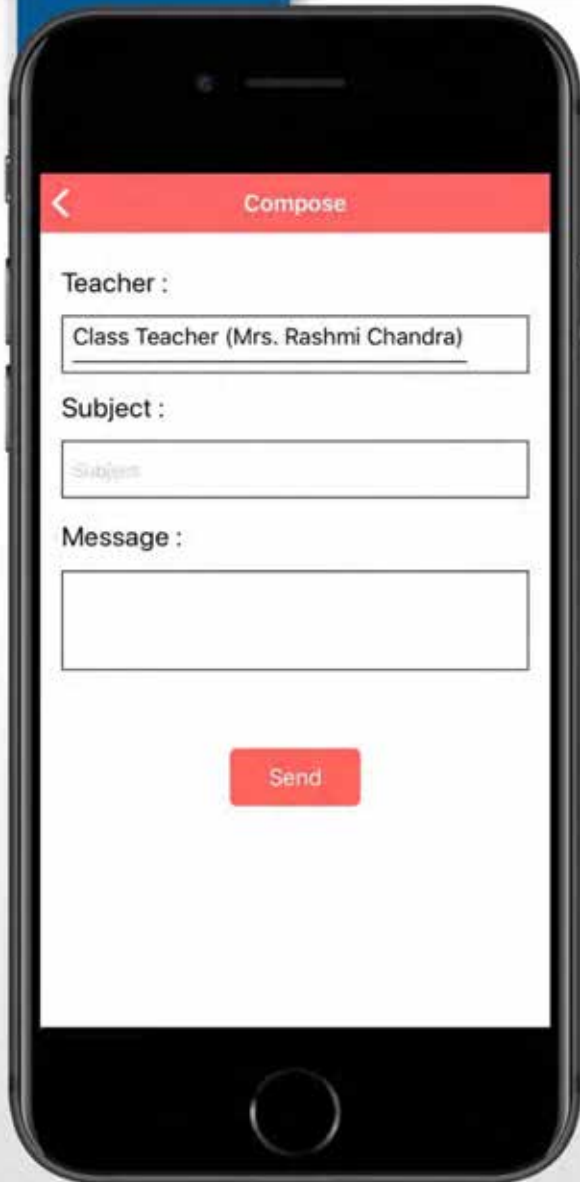 Compose
Teacher :
Class Teacher (Mrs. Rashmi Chandra)
Subject :
Subject
Message :
Send